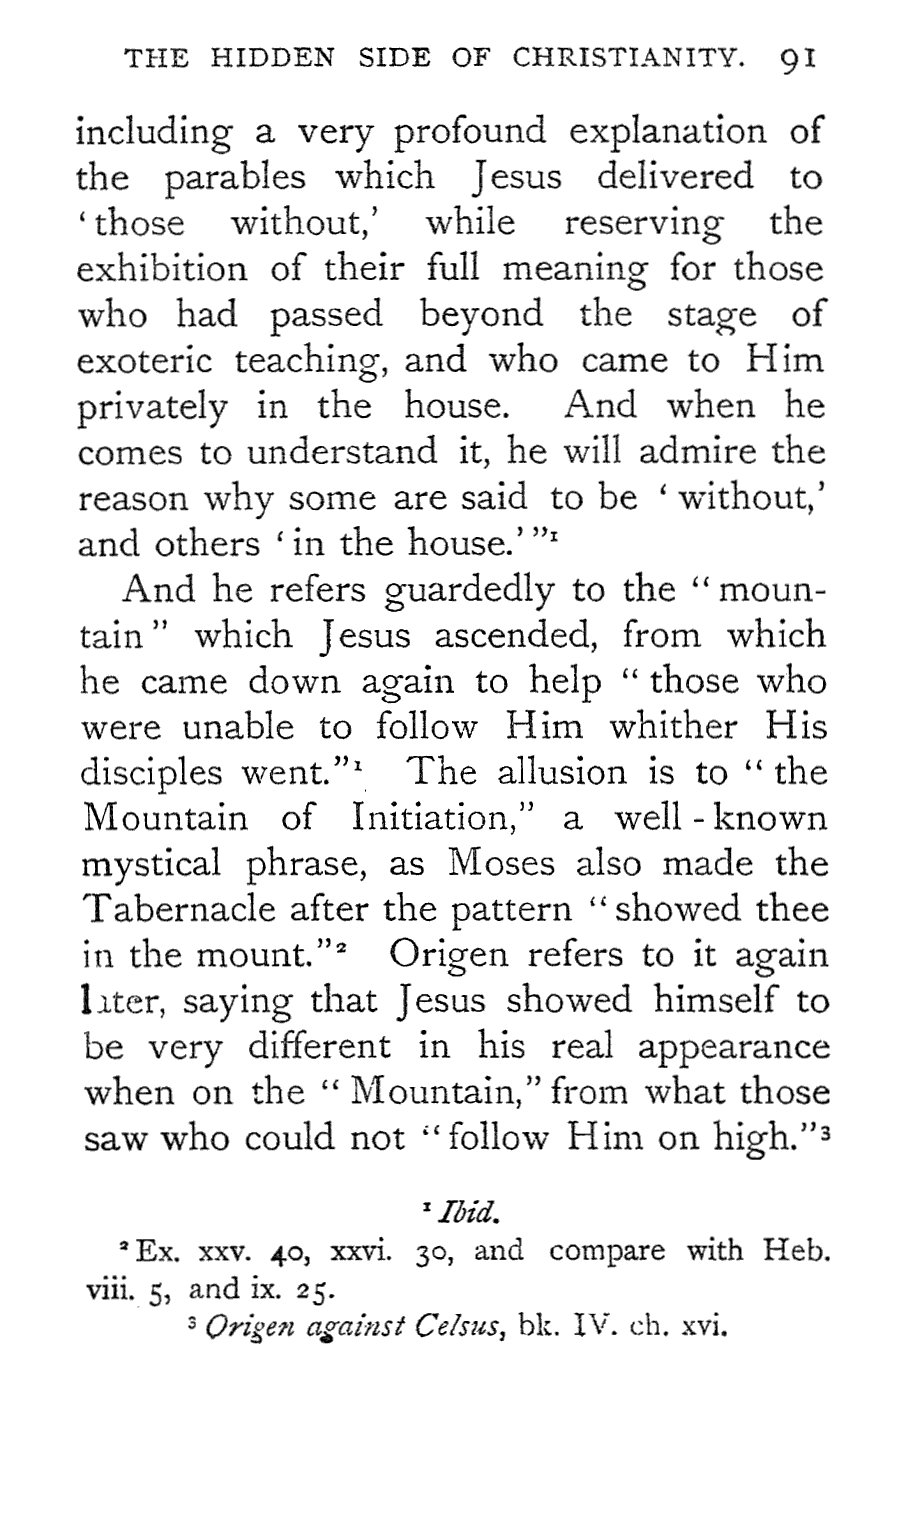 THE HIDDEN SIDE OF CHRISTIANITY. 91
including a very profound explanation of
the parables which Jesus delivered to
‘those without,’ while reserving the
exhibition of their full meaning for those
who had passed beyond the stage of
exoteric teaching, and who came to Him
privately in the house. And when he
comes to understand it, he will admire the
reason why some are said to be ‘without,’
and others ‘in the house.’”¹
And he refers guardedly to the “moun-
tain” which Jesus ascended, from which
he came down again to help “those who
were unable to follow Him whither His
disciples went.”¹ The allusion is to “the
Mountain of Initiation,” a well-known
mystical phrase, as Moses also made the
Tabernacle after the pattern “showed thee
in the mount.”² Origen refers to it again
later, saying that Jesus showed himself to
be very different in his real appearance
when on the “Mountain,” from what those
saw who could not “follow Him on high.”³
¹ Ibid.
² Ex. xxv. 40, xxvi. 30, and compare with Heb.
viii. 5, and ix. 25.
³ Origen against Celsus, bk. IV. ch. xvi.